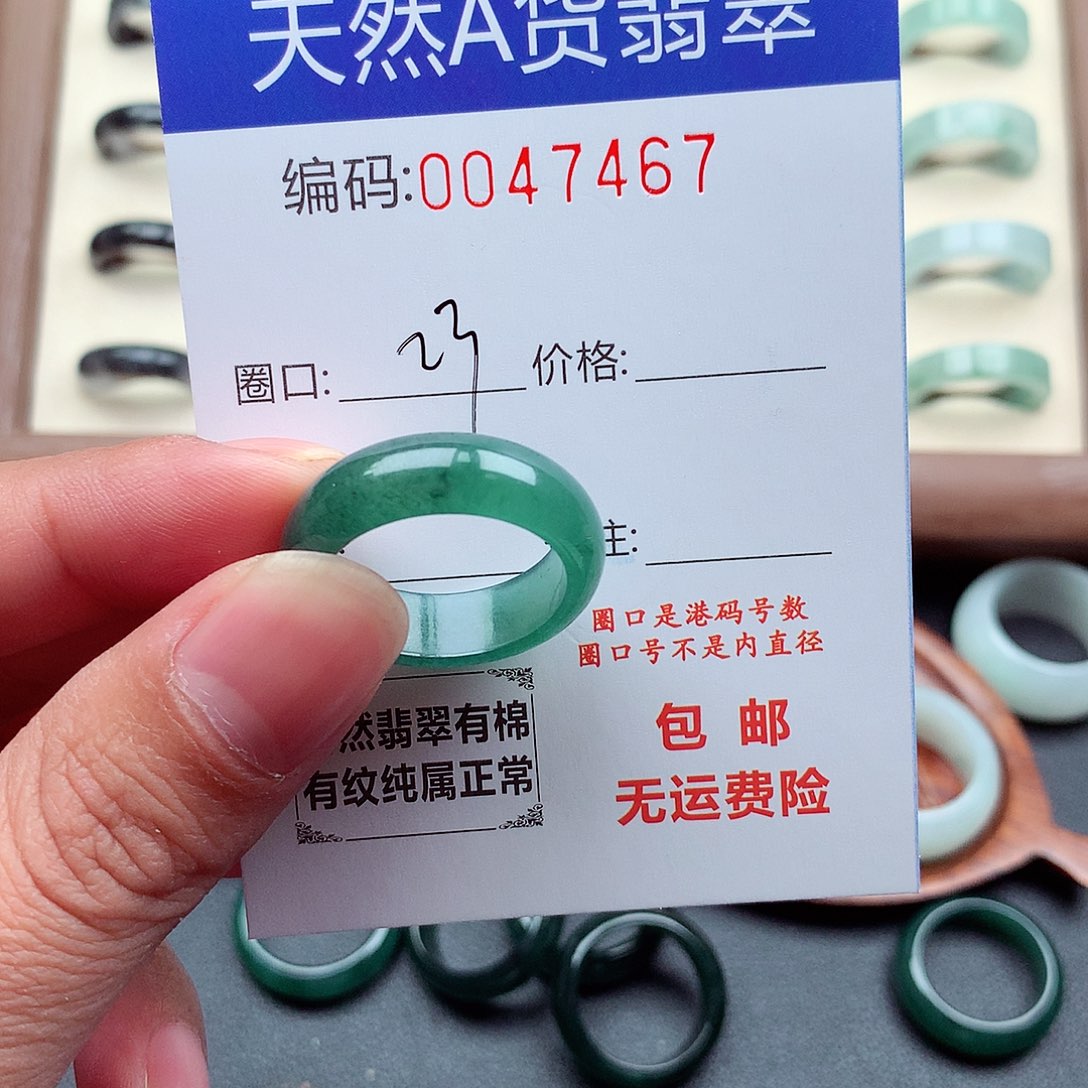 天然A货翡翠
编码:0047467
圈口: 23 价格:
主:
圈口是港码号数
圈口号不是内直径
然翡翠有棉
有纹纯属正常
包邮
无运费险